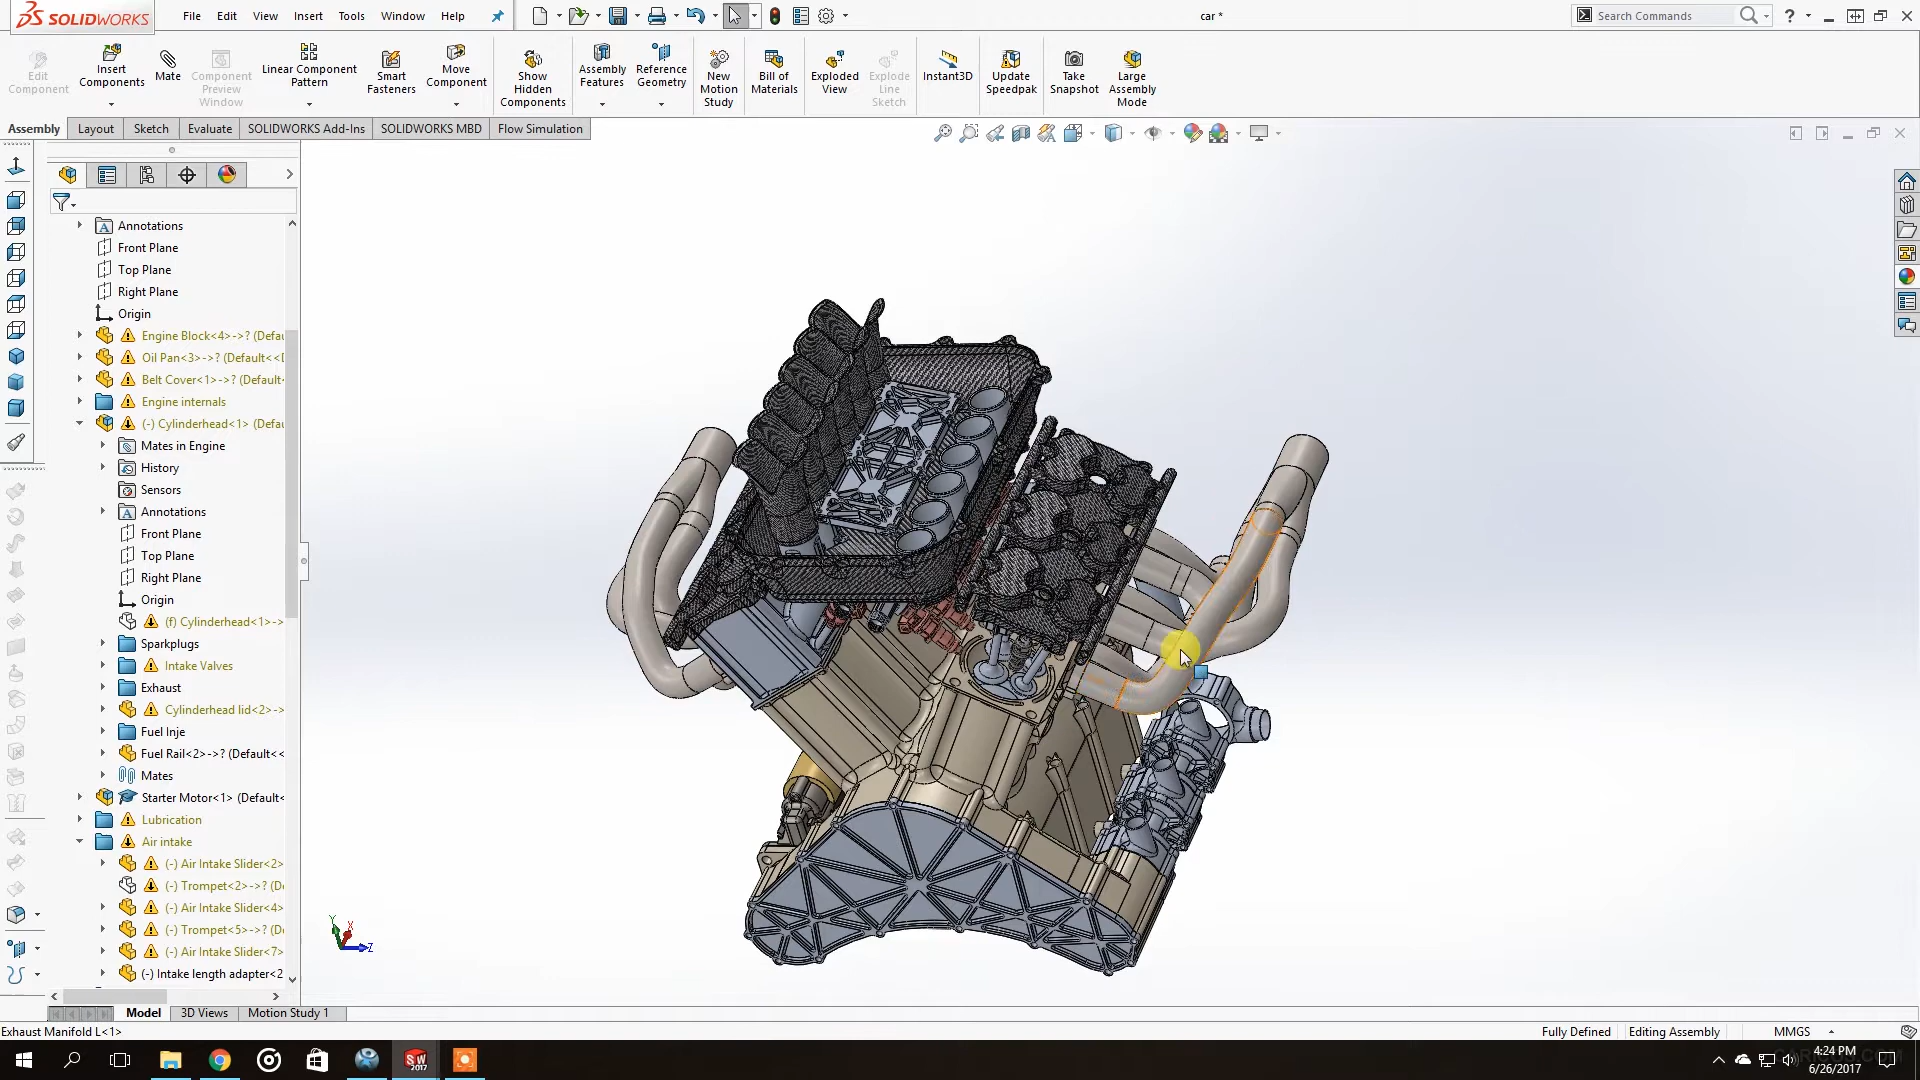 SOLIDWORKS
File Edit View Insert Tools Window Help
car *
Search Commands
Edit Component
Insert Components
Mate
Component Preview Window
Linear Component Pattern
Smart Fasteners
Move Component
Show Hidden Components
Assembly Features
Reference Geometry
New Motion Study
Bill of Materials
Exploded View
Explode Line Sketch
Instant3D
Update Speedpak
Take Snapshot
Large Assembly Mode
Assembly Layout Sketch Evaluate SOLIDWORKS Add-Ins SOLIDWORKS MBD Flow Simulation
Annotations
Front Plane
Top Plane
Right Plane
Origin
Engine Block<4>->? (Defau
Oil Pan<3>->? (Default<<D
Belt Cover<1>->? (Default<
Engine internals
(-) Cylinderhead<1> (Defau
Mates in Engine
History
Sensors
Annotations
Front Plane
Top Plane
Right Plane
Origin
(f) Cylinderhead<1>->
Sparkplugs
Intake Valves
Exhaust
Cylinderhead lid<2>->
Fuel Inje
Fuel Rail<2>->? (Default<<
Mates
Starter Motor<1> (Default<
Lubrication
Air intake
(-) Air Intake Slider<2>
(-) Trompet<2>->? (De
(-) Air Intake Slider<4>
(-) Trompet<5>->? (De
(-) Air Intake Slider<7>
(-) Intake length adapter<2
Y X Z
Model 3D Views Motion Study 1
Exhaust Manifold L<1>
Fully Defined Editing Assembly MMGS
SW 2017
4:24 PM
6/26/2017